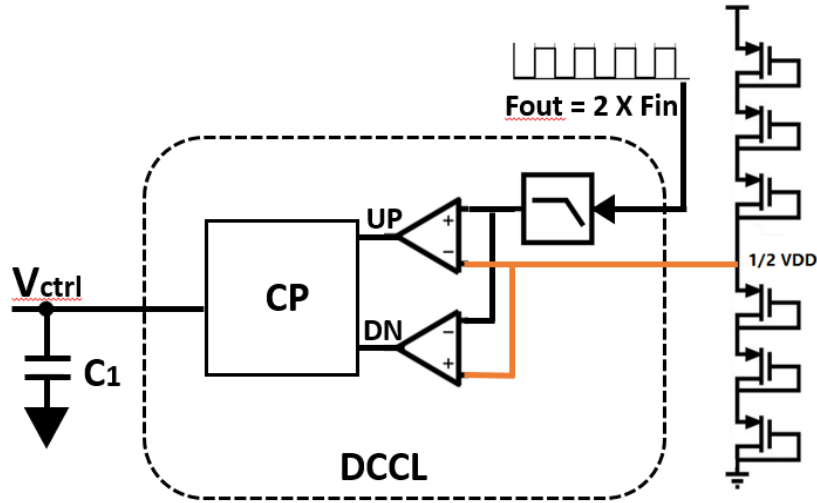 Fout = 2 X Fin
UP
+
−
1/2 VDD
Vctrl
CP
DN
−
+
C1
DCCL